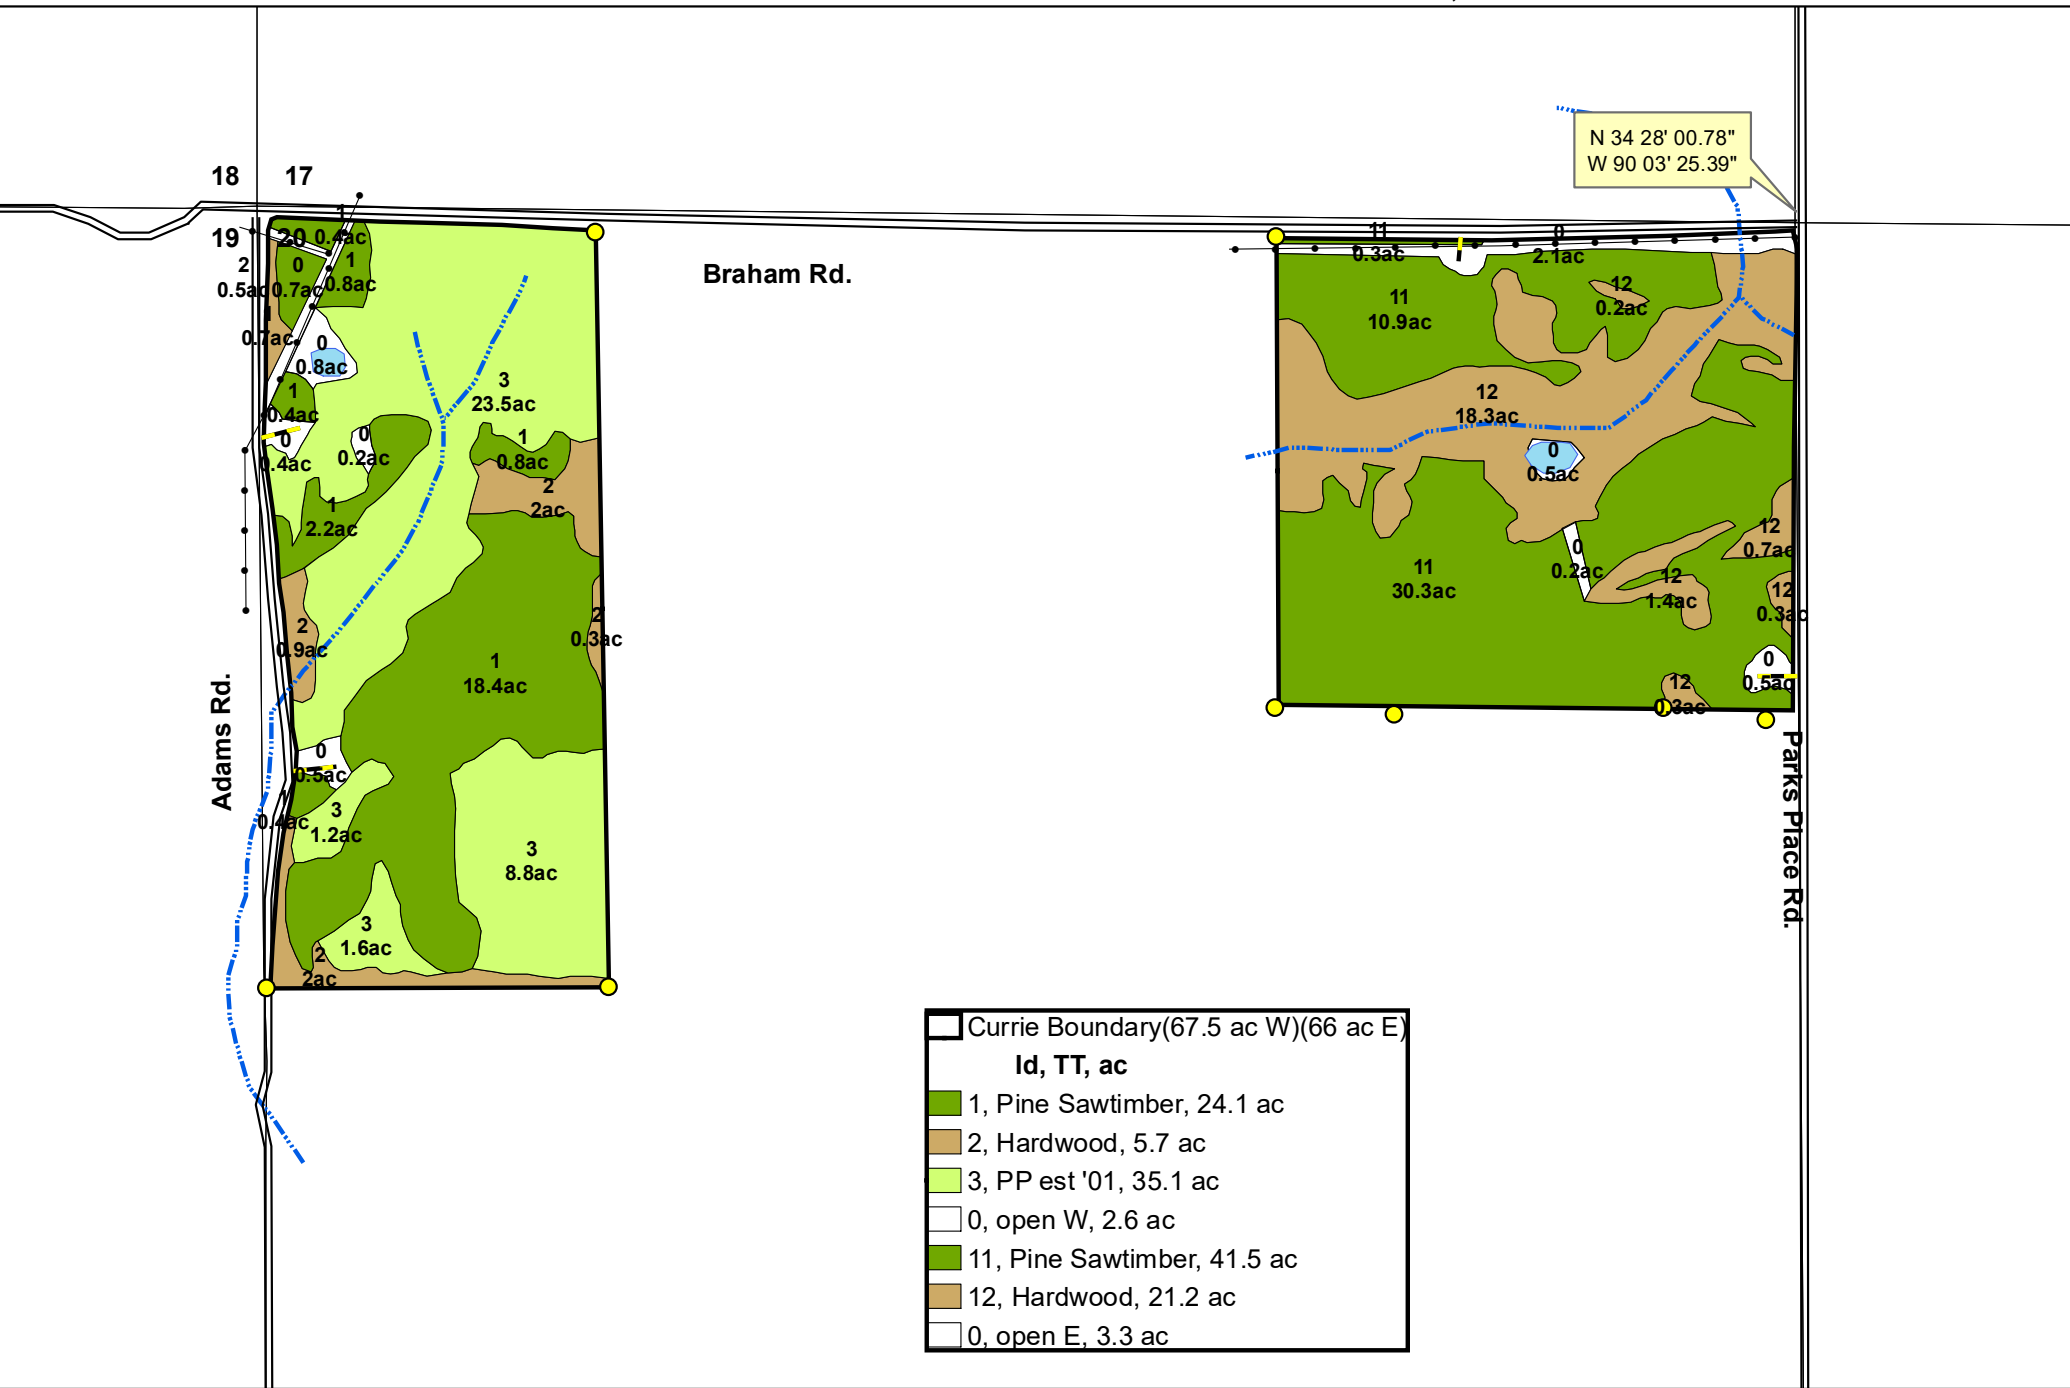 N 34 28' 00.78"
W 90 03' 25.39"
18 17
19 20
1
0.4ac
2
0.5ac
0
0.7ac
1
0.8ac
1
0.7ac
0
0.8ac
1
0.4ac
0
0.4ac
0
0.2ac
3
23.5ac
1
0.8ac
2
2ac
1
2.2ac
2
0.9ac
2
0.3ac
1
18.4ac
0
0.5ac
1
0.4ac
3
1.2ac
3
8.8ac
3
1.6ac
2
2ac
Adams Rd.
Braham Rd.
11
0.3ac
0
2.1ac
11
10.9ac
12
0.2ac
12
18.3ac
0
0.5ac
12
0.7ac
0
0.2ac
11
30.3ac
12
1.4ac
12
0.3ac
0
0.5ac
12
0.3ac
Parks Place Rd.
Currie Boundary(67.5 ac W)(66 ac E)
Id, TT, ac
1, Pine Sawtimber, 24.1 ac
2, Hardwood, 5.7 ac
3, PP est '01, 35.1 ac
0, open W, 2.6 ac
11, Pine Sawtimber, 41.5 ac
12, Hardwood, 21.2 ac
0, open E, 3.3 ac